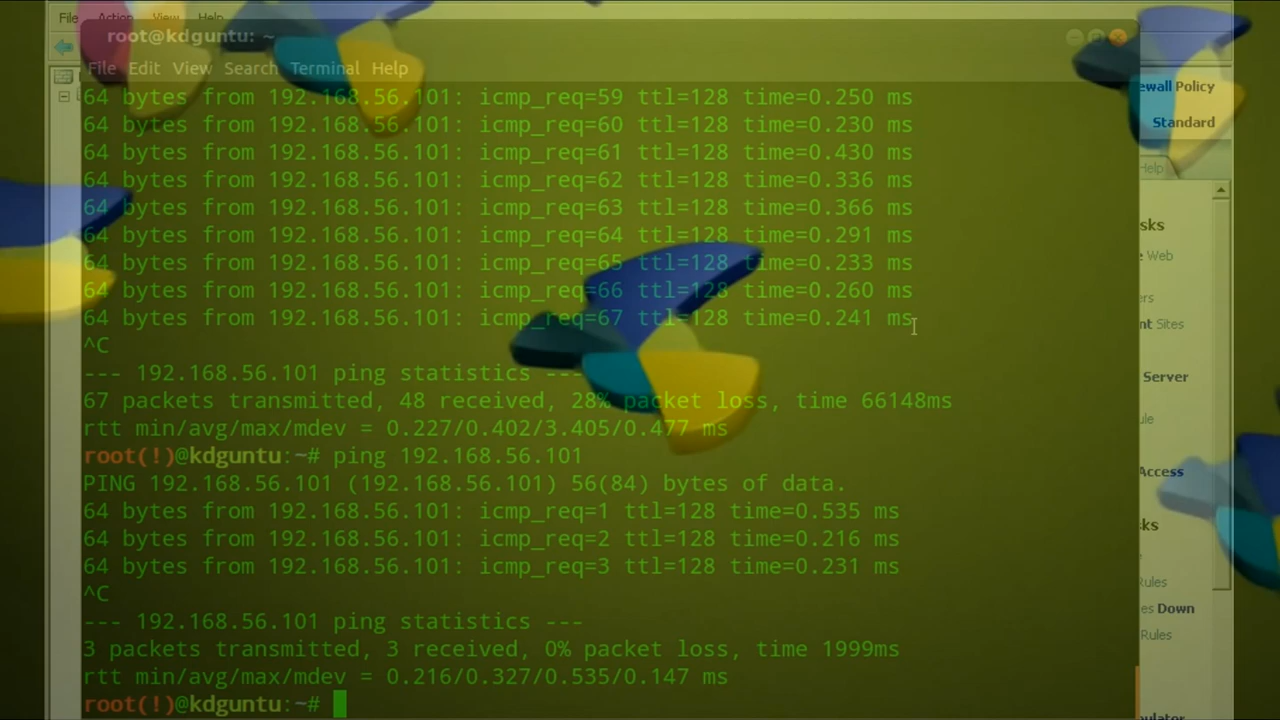 File Action View Help
root@kdguntu: ~
File Edit View Search Terminal Help
64 bytes from 192.168.56.101: icmp_req=59 ttl=128 time=0.250 ms
64 bytes from 192.168.56.101: icmp_req=60 ttl=128 time=0.230 ms
64 bytes from 192.168.56.101: icmp_req=61 ttl=128 time=0.430 ms
64 bytes from 192.168.56.101: icmp_req=62 ttl=128 time=0.336 ms
64 bytes from 192.168.56.101: icmp_req=63 ttl=128 time=0.366 ms
64 bytes from 192.168.56.101: icmp_req=64 ttl=128 time=0.291 ms
64 bytes from 192.168.56.101: icmp_req=65 ttl=128 time=0.233 ms
64 bytes from 192.168.56.101: icmp_req=66 ttl=128 time=0.260 ms
64 bytes from 192.168.56.101: icmp_req=67 ttl=128 time=0.241 ms
^C
--- 192.168.56.101 ping statistics ---
67 packets transmitted, 48 received, 28% packet loss, time 66148ms
rtt min/avg/max/mdev = 0.227/0.402/3.405/0.477 ms
root(!)@kdguntu:~# ping 192.168.56.101
PING 192.168.56.101 (192.168.56.101) 56(84) bytes of data.
64 bytes from 192.168.56.101: icmp_req=1 ttl=128 time=0.535 ms
64 bytes from 192.168.56.101: icmp_req=2 ttl=128 time=0.216 ms
64 bytes from 192.168.56.101: icmp_req=3 ttl=128 time=0.231 ms
^C
--- 192.168.56.101 ping statistics ---
3 packets transmitted, 3 received, 0% packet loss, time 1999ms
rtt min/avg/max/mdev = 0.216/0.327/0.535/0.147 ms
root(!)@kdguntu:~#
ewall Policy
Standard
Help
sks
e Web
ers
nt Sites
Server
ule
Access
sks
Rules
es Down
Rules